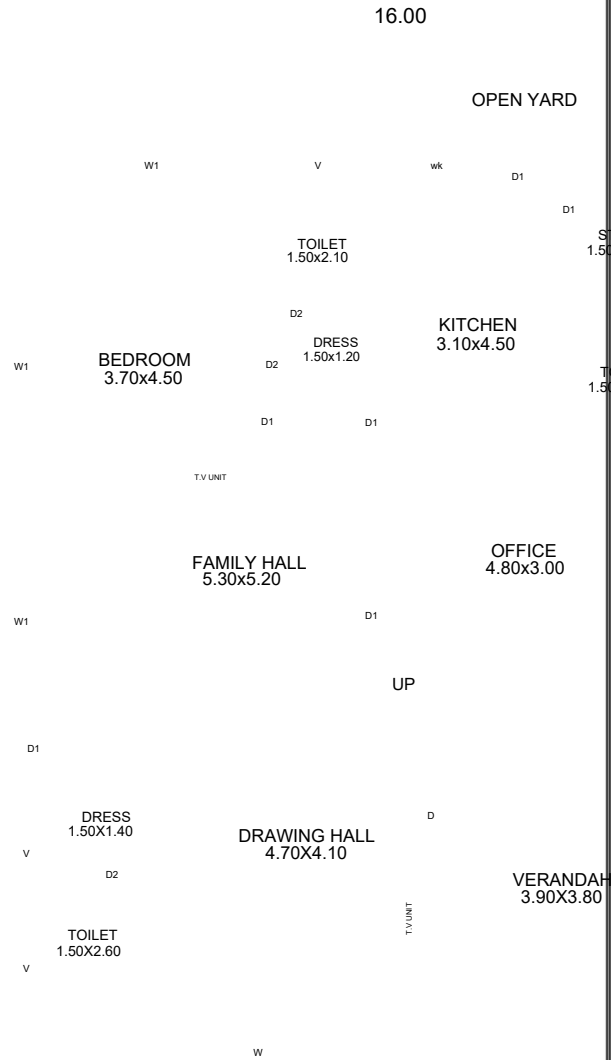 16.00
OPEN YARD
W1
V
wk
D1
D1
TOILET
1.50x2.10
D2
DRESS
1.50x1.20
KITCHEN
3.10x4.50
BEDROOM
3.70x4.50
W1
D2
D1
D1
T.V UNIT
FAMILY HALL
5.30x5.20
OFFICE
4.80x3.00
W1
D1
UP
D1
DRESS
1.50X1.40
D
DRAWING HALL
4.70X4.10
V
D2
VERANDAH
3.90X3.80
T.V UNIT
TOILET
1.50X2.60
V
W